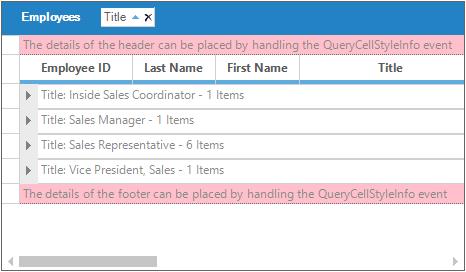 Employees Title
The details of the header can be placed by handling the QueryCellStyleInfo event
Employee ID Last Name First Name Title
Title: Inside Sales Coordinator - 1 Items
Title: Sales Manager - 1 Items
Title: Sales Representative - 6 Items
Title: Vice President, Sales - 1 Items
The details of the footer can be placed by handling the QueryCellStyleInfo event